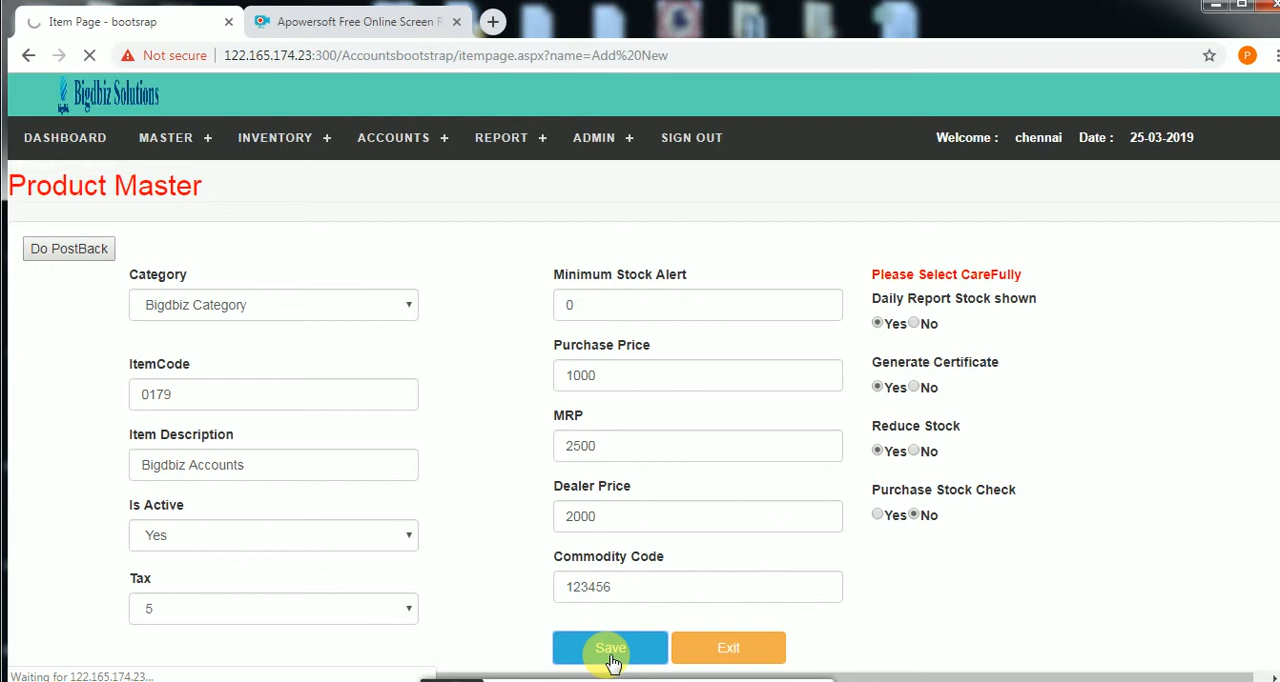 Item Page - bootsrap
Apowersoft Free Online Screen R
Not secure | 122.165.174.23:300/Accountsbootstrap/itempage.aspx?name=Add%20New
P
Bigdbiz Solutions
DASHBOARD MASTER + INVENTORY + ACCOUNTS + REPORT + ADMIN + SIGN OUT Welcome : chennai Date : 25-03-2019
Product Master
Do PostBack
Category
Bigdbiz Category
ItemCode
0179
Item Description
Bigdbiz Accounts
Is Active
Yes
Tax
5
Minimum Stock Alert
0
Purchase Price
1000
MRP
2500
Dealer Price
2000
Commodity Code
123456
Save Exit
Please Select CareFully
Daily Report Stock shown
Yes No
Generate Certificate
Yes No
Reduce Stock
Yes No
Purchase Stock Check
Yes No
Waiting for 122.165.174.23...